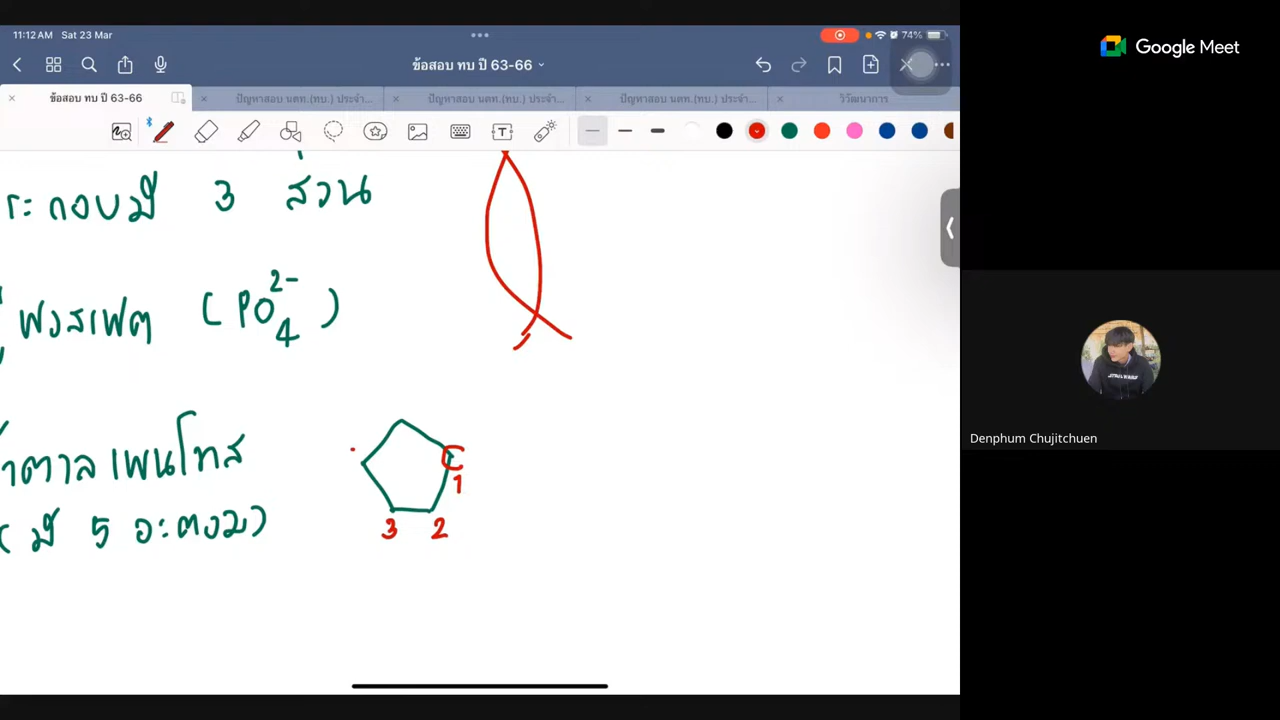 11:12 AM Sat 23 Mar
74%
Google Meet
ข้อสอบ ทบ ปี 63-66
ข้อสอบ ทบ ปี 63-66
ปัญหาสอบ นตท.(ทบ.) ประจำ...
ปัญหาสอบ นตท.(ทบ.) ประจำ...
ปัญหาสอบ นตท.(ทบ.) ประจำ...
วิวัฒนาการ
ระกอบมี 3 ส่วน
ฟอสเฟต (PO4 2-)
ำตาลเพนโทส
(มี 5 อะตอม)
C
1
3 2
Denphum Chujitchuen